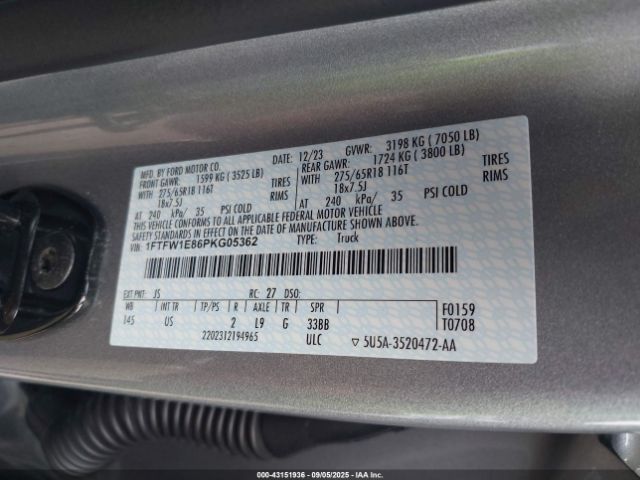 MFD. BY FORD MOTOR CO. DATE: 12/23 GVWR: 3198 KG ( 7050 LB)
FRONT GAWR: 1599 KG ( 3525 LB) REAR GAWR: 1724 KG ( 3800 LB)
WITH 275/65R18 116T TIRES WITH 275/65R18 116T TIRES
18x7.5J RIMS 18x7.5J RIMS
AT 240 kPa/ 35 PSI COLD AT 240 kPa/ 35 PSI COLD
THIS VEHICLE CONFORMS TO ALL APPLICABLE FEDERAL MOTOR VEHICLE
SAFETY STANDARDS IN EFFECT ON THE DATE OF MANUFACTURE SHOWN ABOVE.
VIN: 1FTFW1E86PKG05362 TYPE: Truck
EXT PNT: JS RC: 27 DSO:
WB INT TR TP/PS R AXLE TR SPR
145 US 2 L9 G 33BB
2202312194965 ULC
F0159
T0708
5U5A-3520472-AA
000-43151936 - 09/05/2025 - IAAI.COM